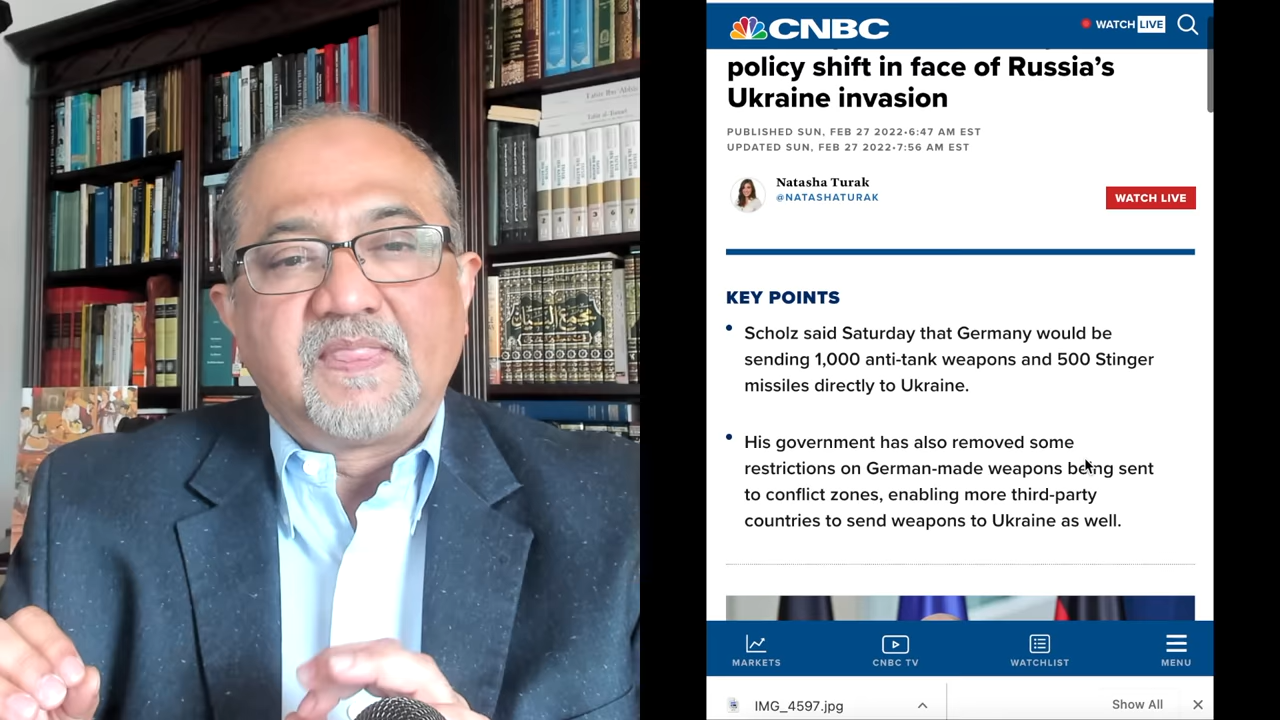 CNBC
WATCH LIVE
policy shift in face of Russia's
Ukraine invasion
PUBLISHED SUN, FEB 27 2022•6:47 AM EST
UPDATED SUN, FEB 27 2022•7:56 AM EST
Natasha Turak
@NATASHATURAK
WATCH LIVE
KEY POINTS
• Scholz said Saturday that Germany would be
sending 1,000 anti-tank weapons and 500 Stinger
missiles directly to Ukraine.
• His government has also removed some
restrictions on German-made weapons being sent
to conflict zones, enabling more third-party
countries to send weapons to Ukraine as well.
MARKETS
CNBC TV
WATCHLIST
MENU
IMG_4597.jpg
Show All